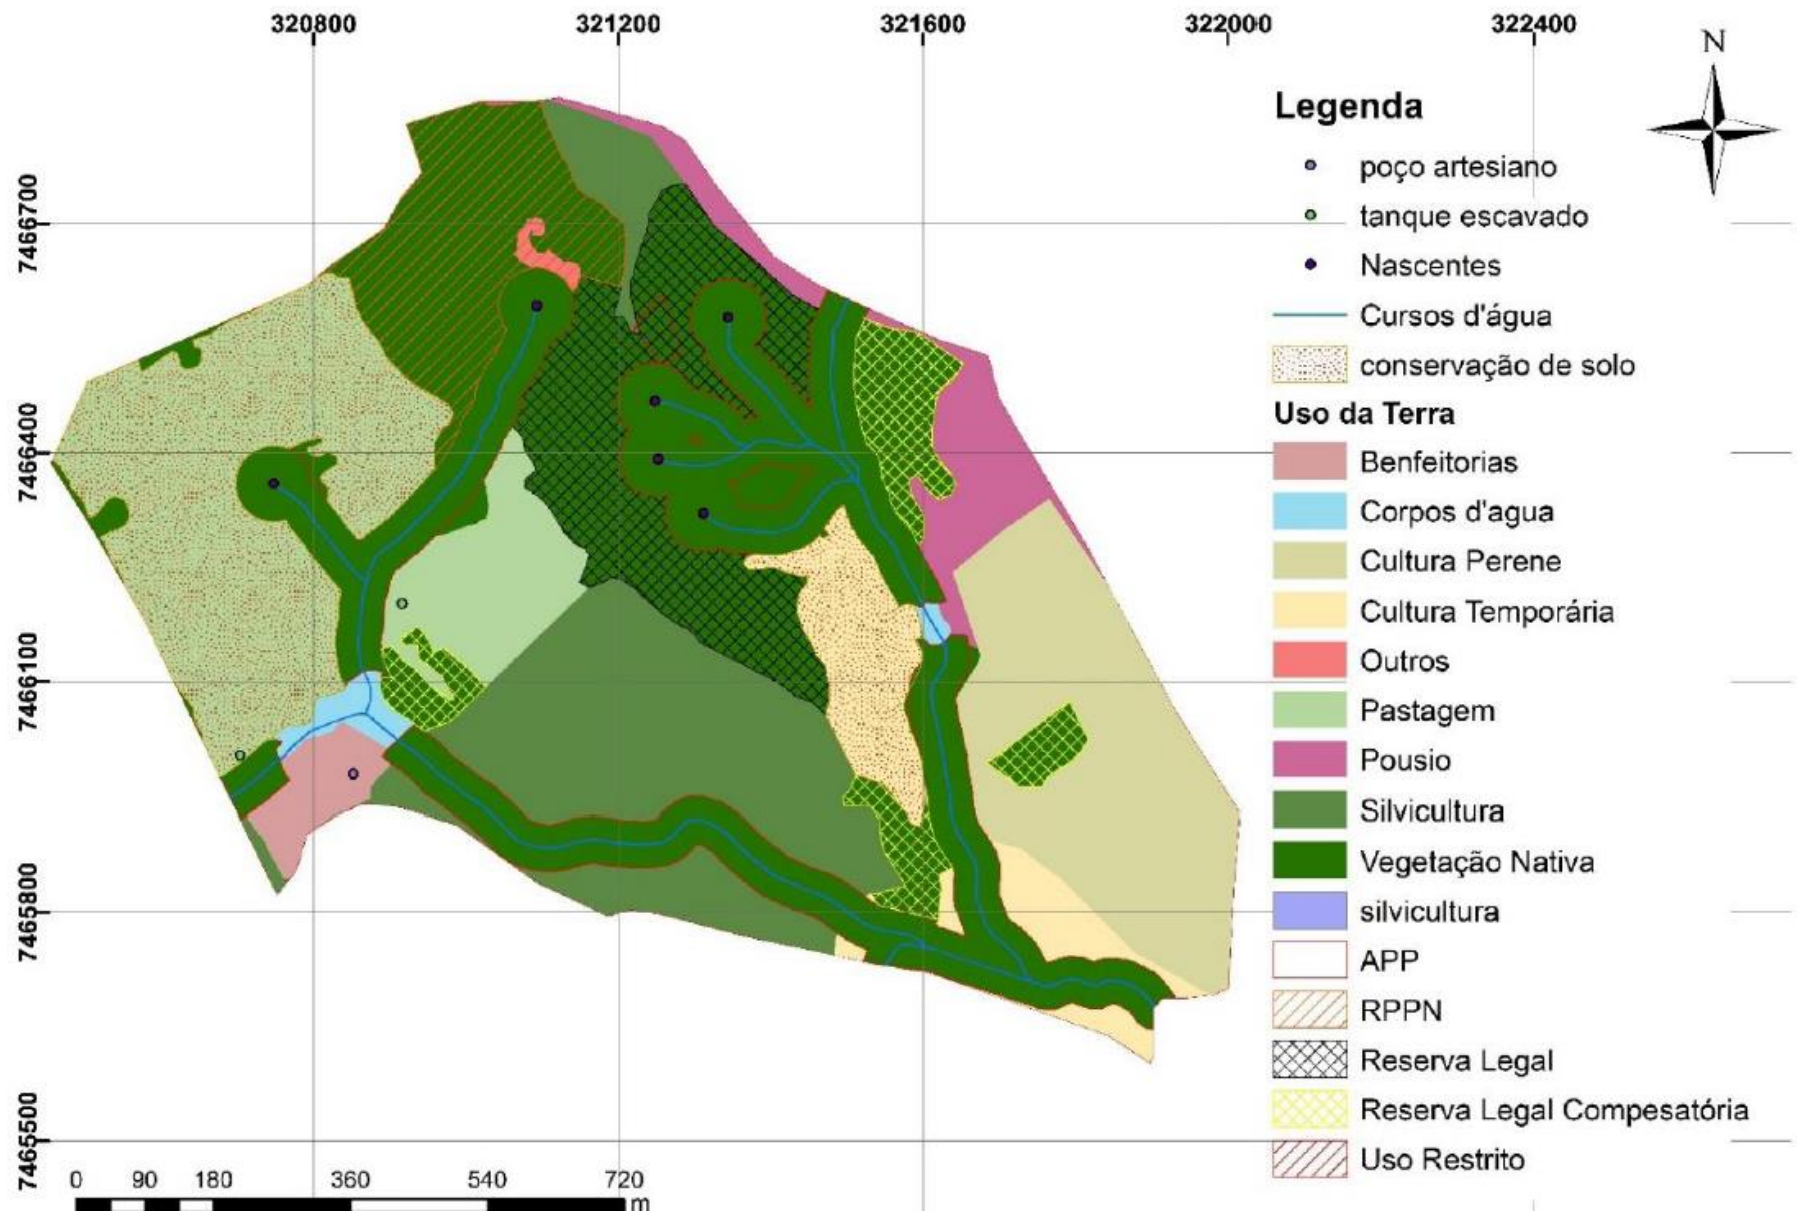 320800 321200 321600 322000 322400
N
7466700
7466400
7466100
7465800
7465500
Legenda
poço artesiano
tanque escavado
Nascentes
Cursos d'água
conservação de solo
Uso da Terra
Benfeitorias
Corpos d'agua
Cultura Perene
Cultura Temporária
Outros
Pastagem
Pousio
Silvicultura
Vegetação Nativa
silvicultura
APP
RPPN
Reserva Legal
Reserva Legal Compesatória
Uso Restrito
0 90 180 360 540 720
m